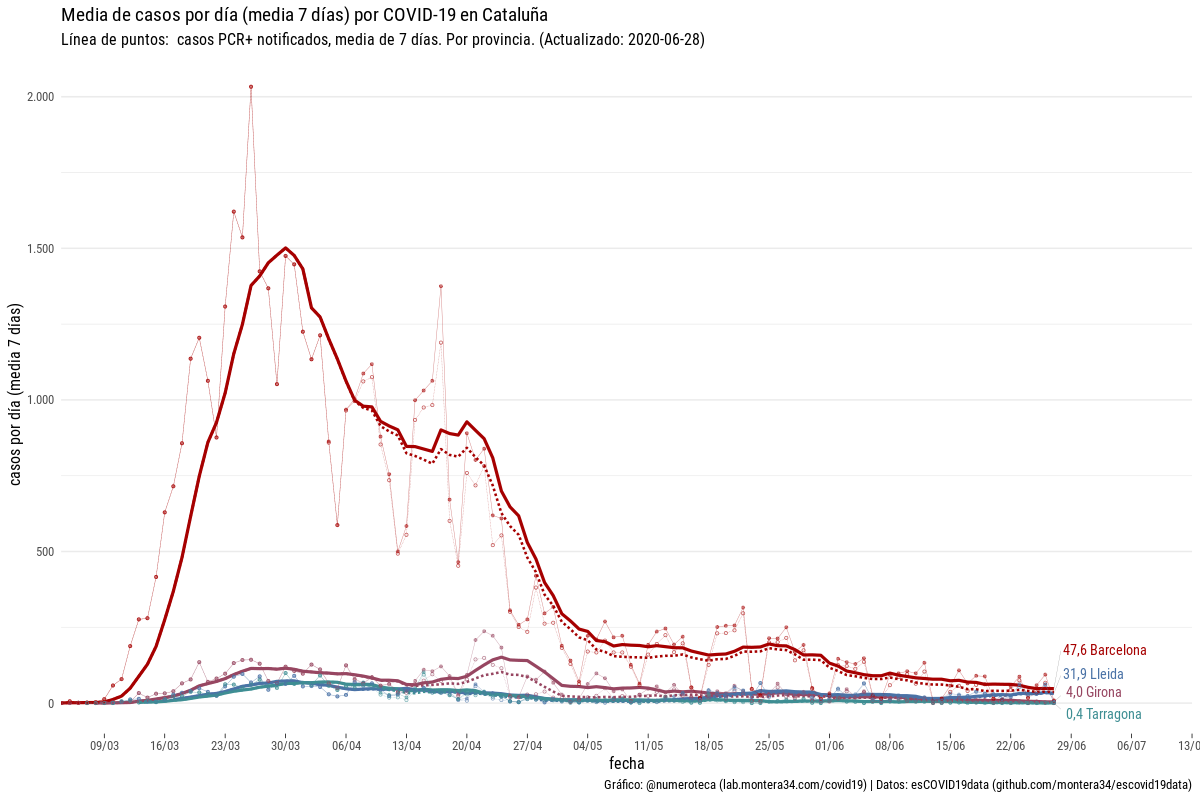 Media de casos por día (media 7 días) por COVID-19 en Cataluña
Línea de puntos:  casos PCR+ notificados, media de 7 días. Por provincia. (Actualizado: 2020-06-28)
casos por día (media 7 días)
2.000
1.500
1.000
500
0
47,6 Barcelona
31,9 Lleida
4,0 Girona
0,4 Tarragona
09/03 16/03 23/03 30/03 06/04 13/04 20/04 27/04 04/05 11/05 18/05 25/05 01/06 08/06 15/06 22/06 29/06 06/07 13/0
fecha
Gráfico: @numeroteca (lab.montera34.com/covid19) | Datos: esCOVID19data (github.com/montera34/escovid19data)